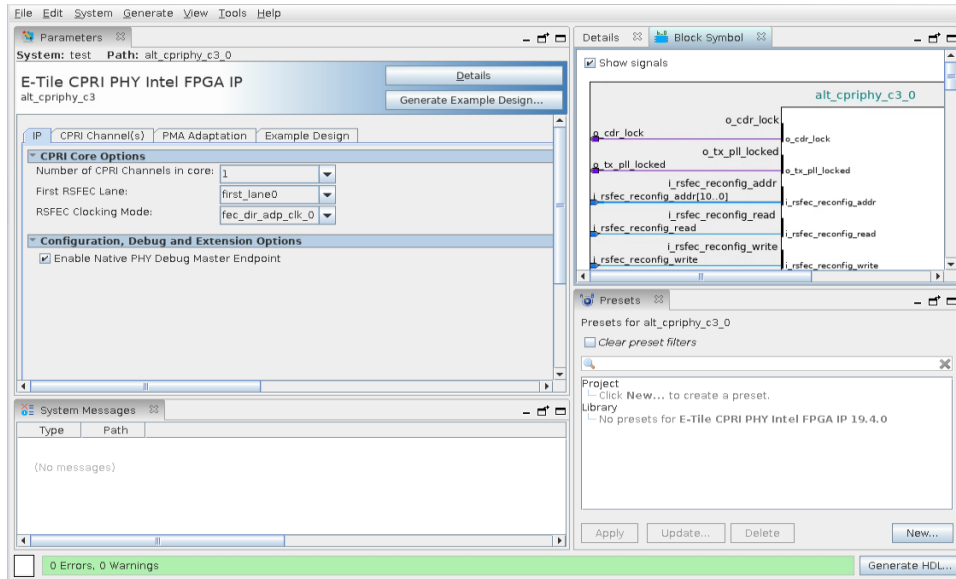 File Edit System Generate View Tools Help
Parameters
System: test Path: alt_cpriphy_c3_0
E-Tile CPRI PHY Intel FPGA IP
alt_cpriphy_c3
Details
Generate Example Design...
IP CPRI Channel(s) PMA Adaptation Example Design
CPRI Core Options
Number of CPRI Channels in core: 1
First RSFEC Lane: first_lane0
RSFEC Clocking Mode: fec_dir_adp_clk_0
Configuration, Debug and Extension Options
Enable Native PHY Debug Master Endpoint
System Messages
Type Path
(No messages)
Details Block Symbol
Show signals
alt_cpriphy_c3_0
o_cdr_lock
o_cdr_lock o_cdr_lock
o_tx_pll_locked
o_tx_pll_locked o_tx_pll_locked
i_rsfec_reconfig_addr
i_rsfec_reconfig_addr[10..0] i_rsfec_reconfig_addr
i_rsfec_reconfig_read
i_rsfec_reconfig_read i_rsfec_reconfig_read
i_rsfec_reconfig_write
i_rsfec_reconfig_write i_rsfec_reconfig_write
Presets
Presets for alt_cpriphy_c3_0
Clear preset filters
Project
Click New... to create a preset.
Library
No presets for E-Tile CPRI PHY Intel FPGA IP 19.4.0
Apply Update... Delete New...
0 Errors, 0 Warnings
Generate HDL...